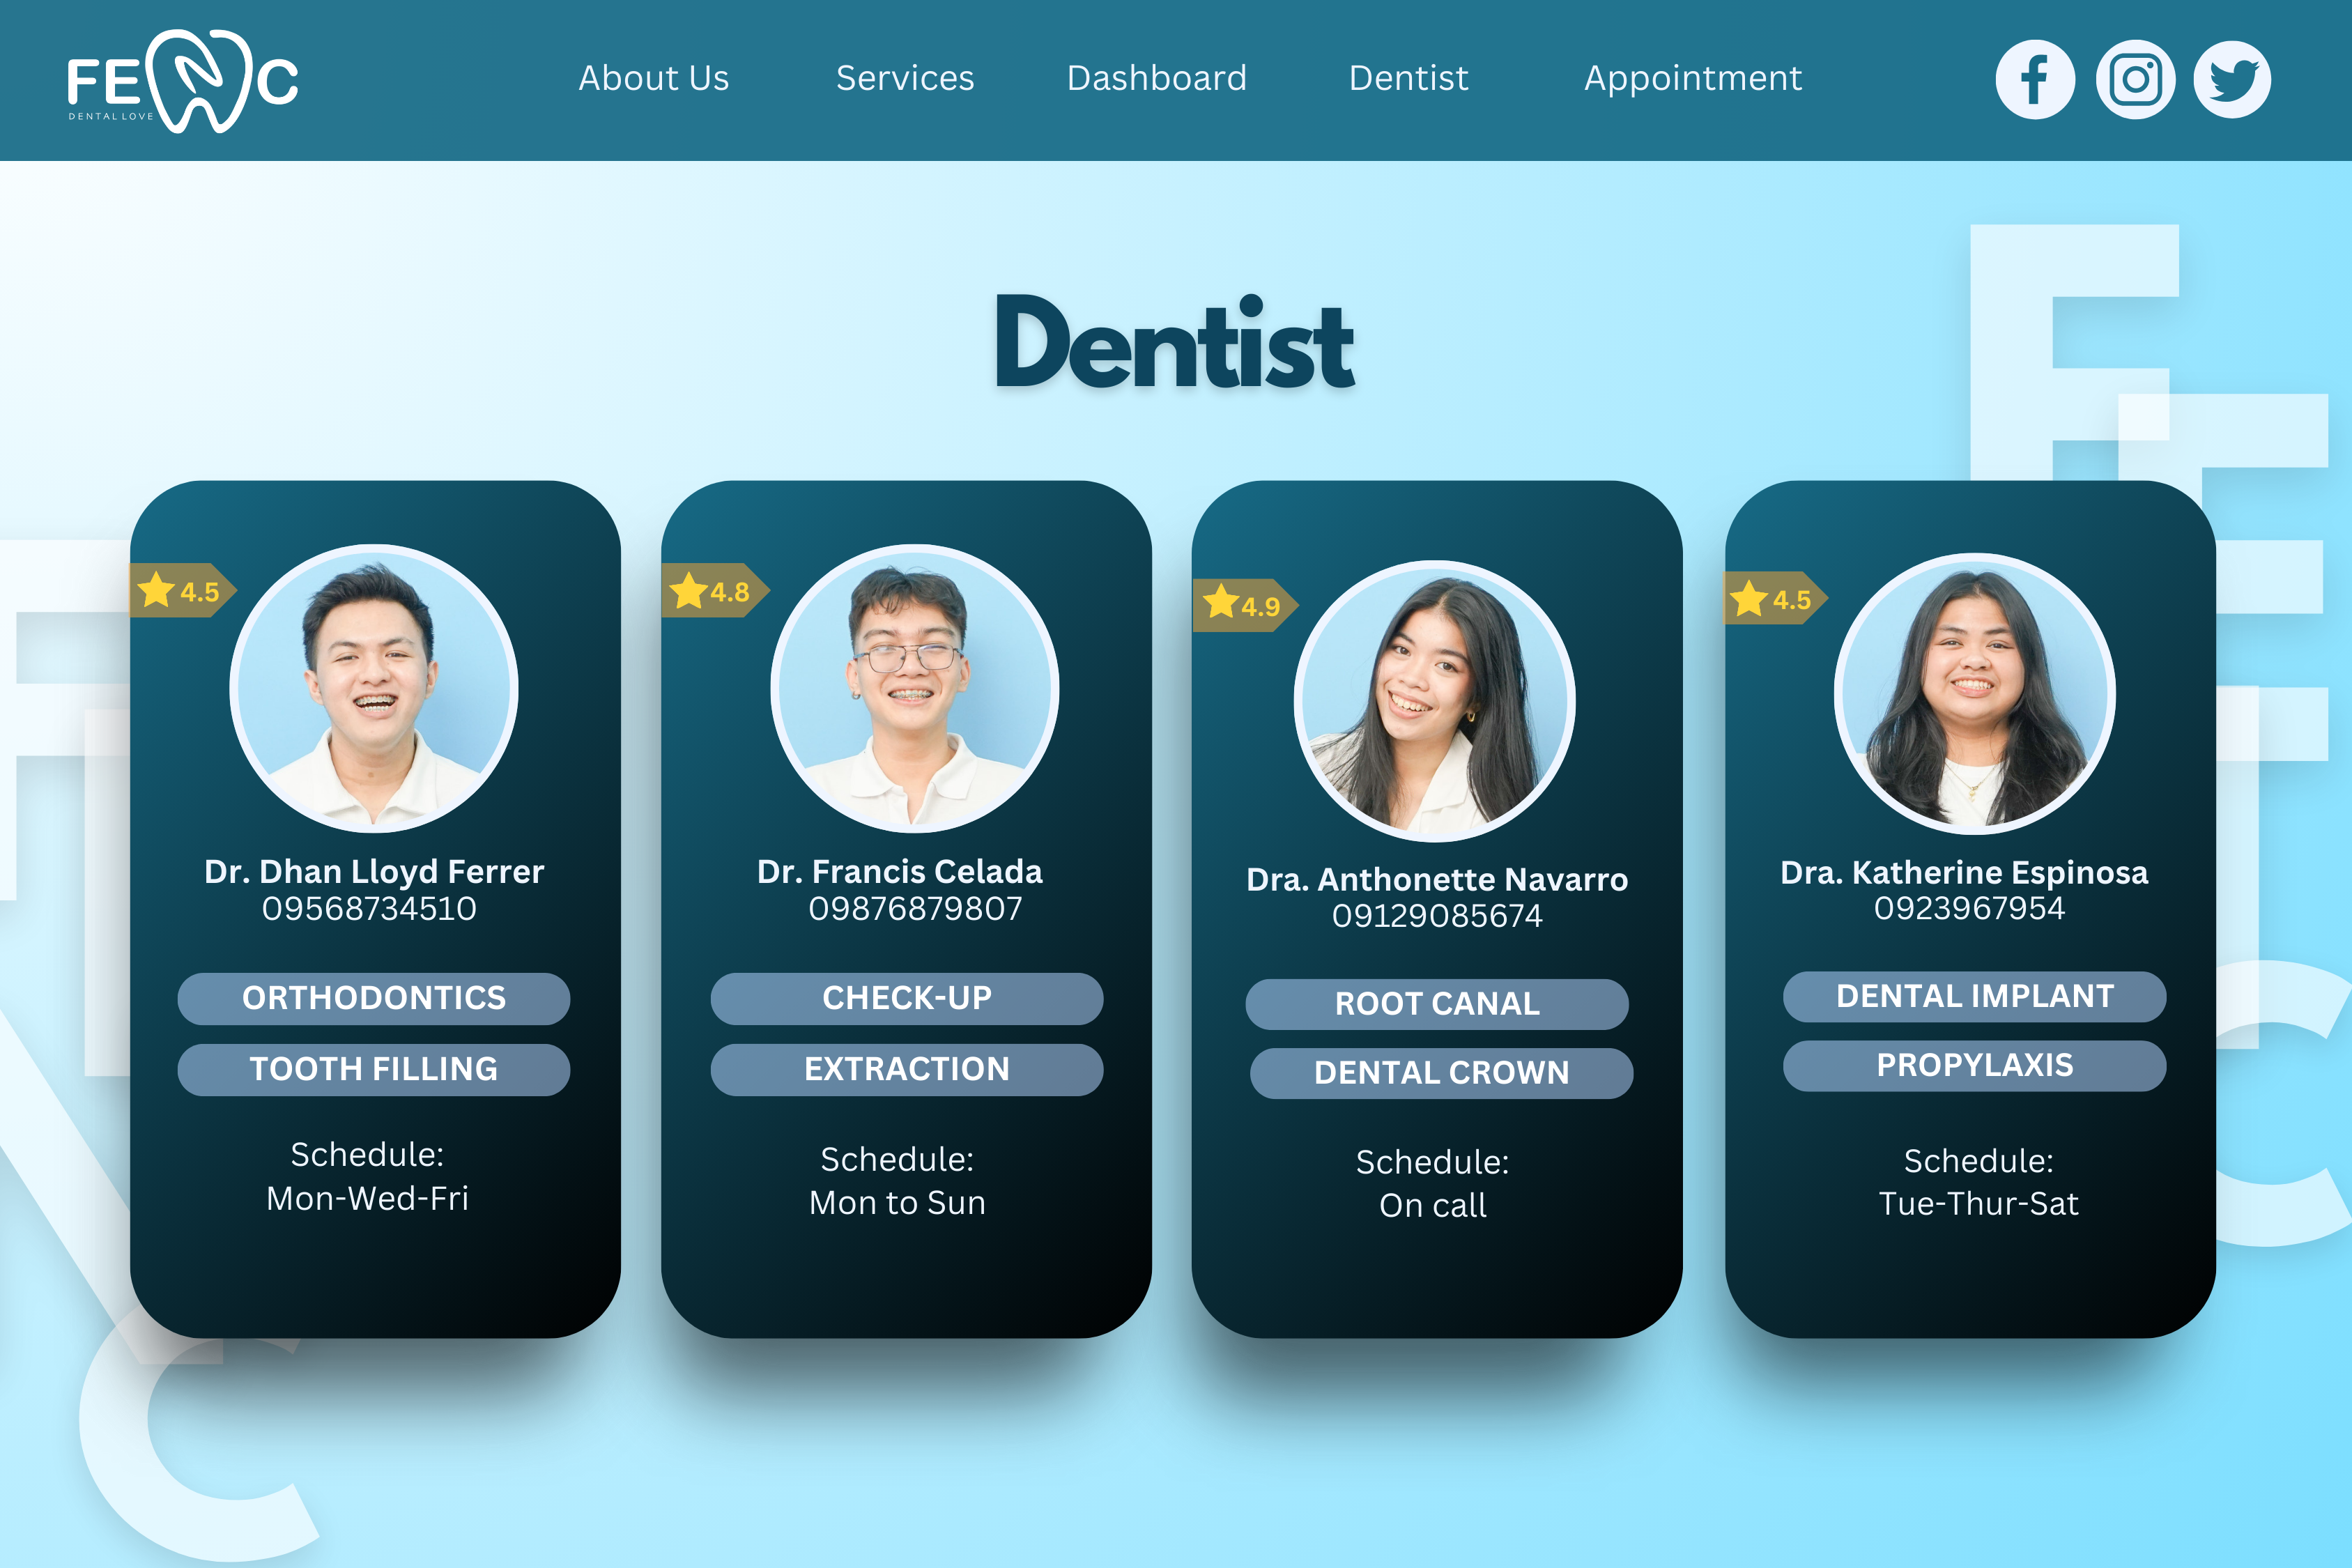 FENC
DENTAL LOVE
About Us
Services
Dashboard
Dentist
Appointment
Dentist
4.5
Dr. Dhan Lloyd Ferrer
09568734510
ORTHODONTICS
TOOTH FILLING
Schedule:
Mon-Wed-Fri
4.8
Dr. Francis Celada
09876879807
CHECK-UP
EXTRACTION
Schedule:
Mon to Sun
4.9
Dra. Anthonette Navarro
09129085674
ROOT CANAL
DENTAL CROWN
Schedule:
On call
4.5
Dra. Katherine Espinosa
0923967954
DENTAL IMPLANT
PROPYLAXIS
Schedule:
Tue-Thur-Sat